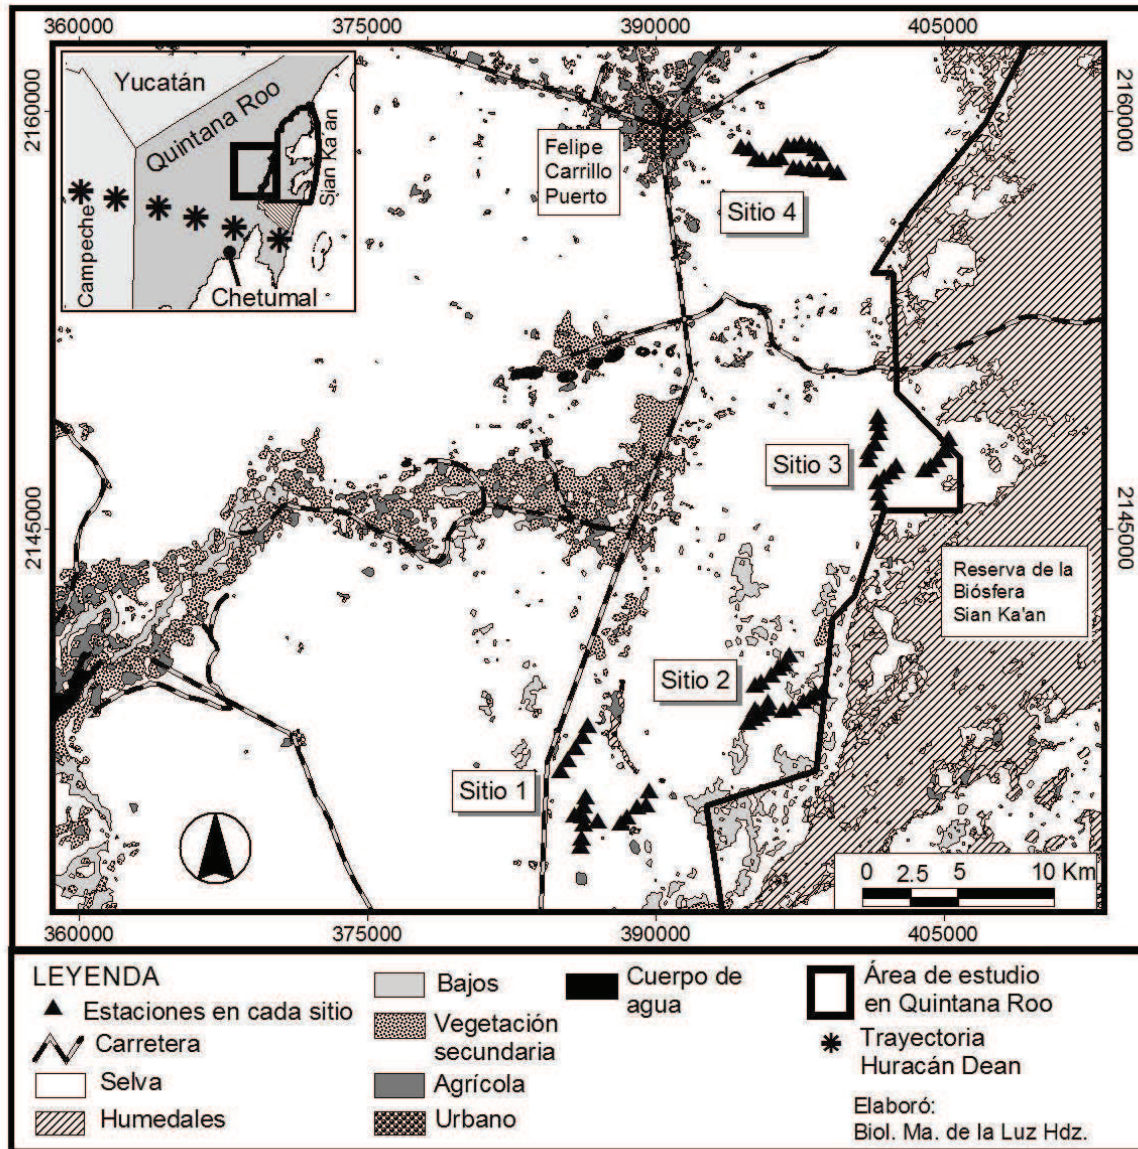 360000
375000
390000
405000
2160000
2160000
Yucatán
Quintana Roo
Sian Ka'an
Campeche
Chetumal
Felipe
Carrillo
Puerto
Sitio 4
Sitio 3
2145000
2145000
Reserva de la
Biósfera
Sian Ka'an
Sitio 2
Sitio 1
0 2.5 5 10 Km
360000
375000
390000
405000
LEYENDA
Estaciones en cada sitio
Carretera
Selva
Humedales
Bajos
Vegetación
secundaria
Agrícola
Urbano
Cuerpo de
agua
Área de estudio
en Quintana Roo
Trayectoria
Huracán Dean
Elaboró:
Biol. Ma. de la Luz Hdz.